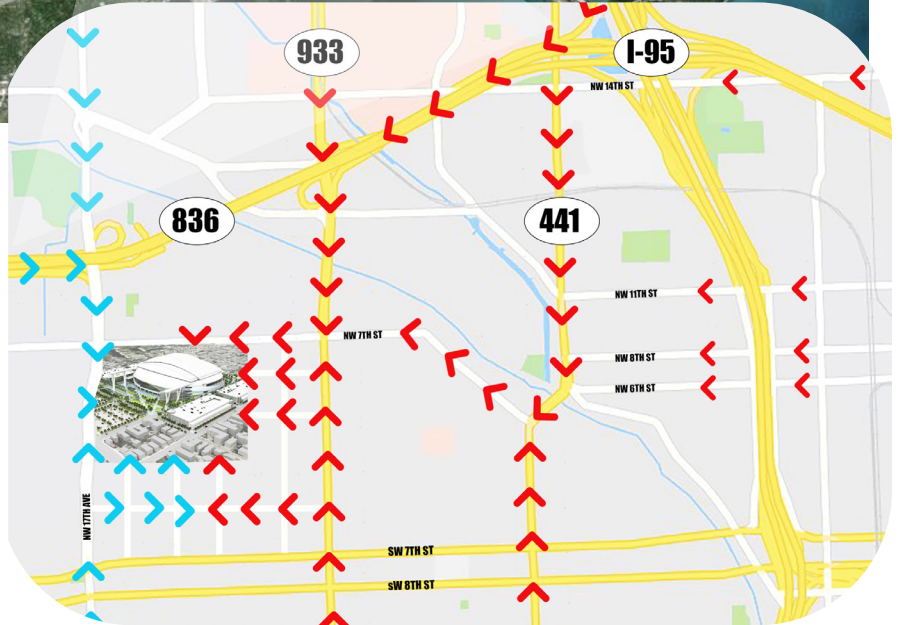 933
I-95
NW 14TH ST
836
441
NW 11TH ST
NW 7TH ST
NW 8TH ST
NW 6TH ST
NW 17TH AVE
SW 7TH ST
sW 8TH ST